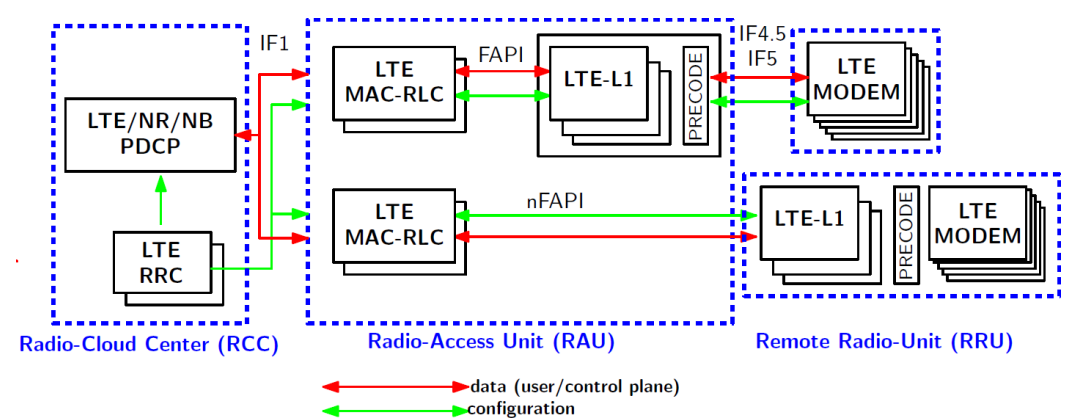 IF1
LTE/NR/NB
PDCP
LTE
RRC
Radio-Cloud Center (RCC)
LTE
MAC-RLC
FAPI
LTE-L1
PRECODE
LTE
MAC-RLC
nFAPI
Radio-Access Unit (RAU)
IF4.5
IF5
LTE
MODEM
LTE-L1
PRECODE
LTE
MODEM
Remote Radio-Unit (RRU)
data (user/control plane)
configuration